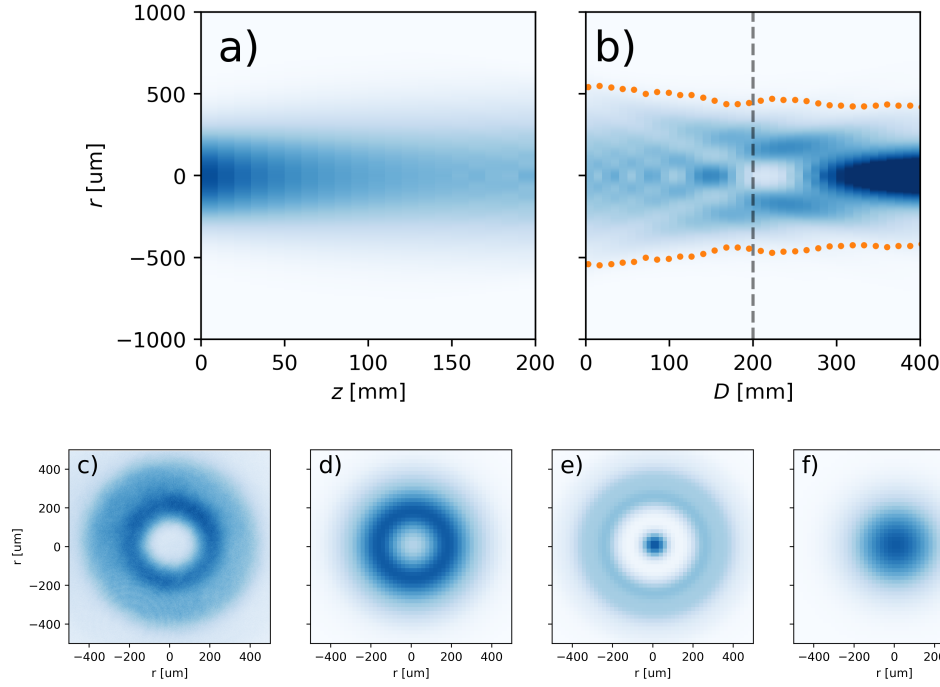 a)
b)
1000
500
0
−500
−1000
r [um]
0 50 100 150 200
0 100 200 300 400
z [mm]
D [mm]
c)
d)
e)
f)
400
200
0
−200
−400
r [um]
−400 −200 0 200 400
−400 −200 0 200 400
−400 −200 0 200 400
−400 −200 0 200
r [um]
r [um]
r [um]
r [um]